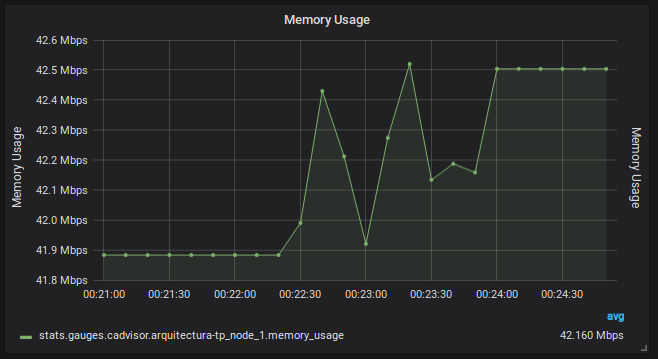 Memory Usage
42.6 Mbps
42.5 Mbps
42.4 Mbps
42.3 Mbps
42.2 Mbps
42.1 Mbps
42.0 Mbps
41.9 Mbps
41.8 Mbps
Memory Usage
Memory Usage
00:21:00 00:21:30 00:22:00 00:22:30 00:23:00 00:23:30 00:24:00 00:24:30
avg
stats.gauges.cadvisor.arquitectura-tp_node_1.memory_usage 42.160 Mbps